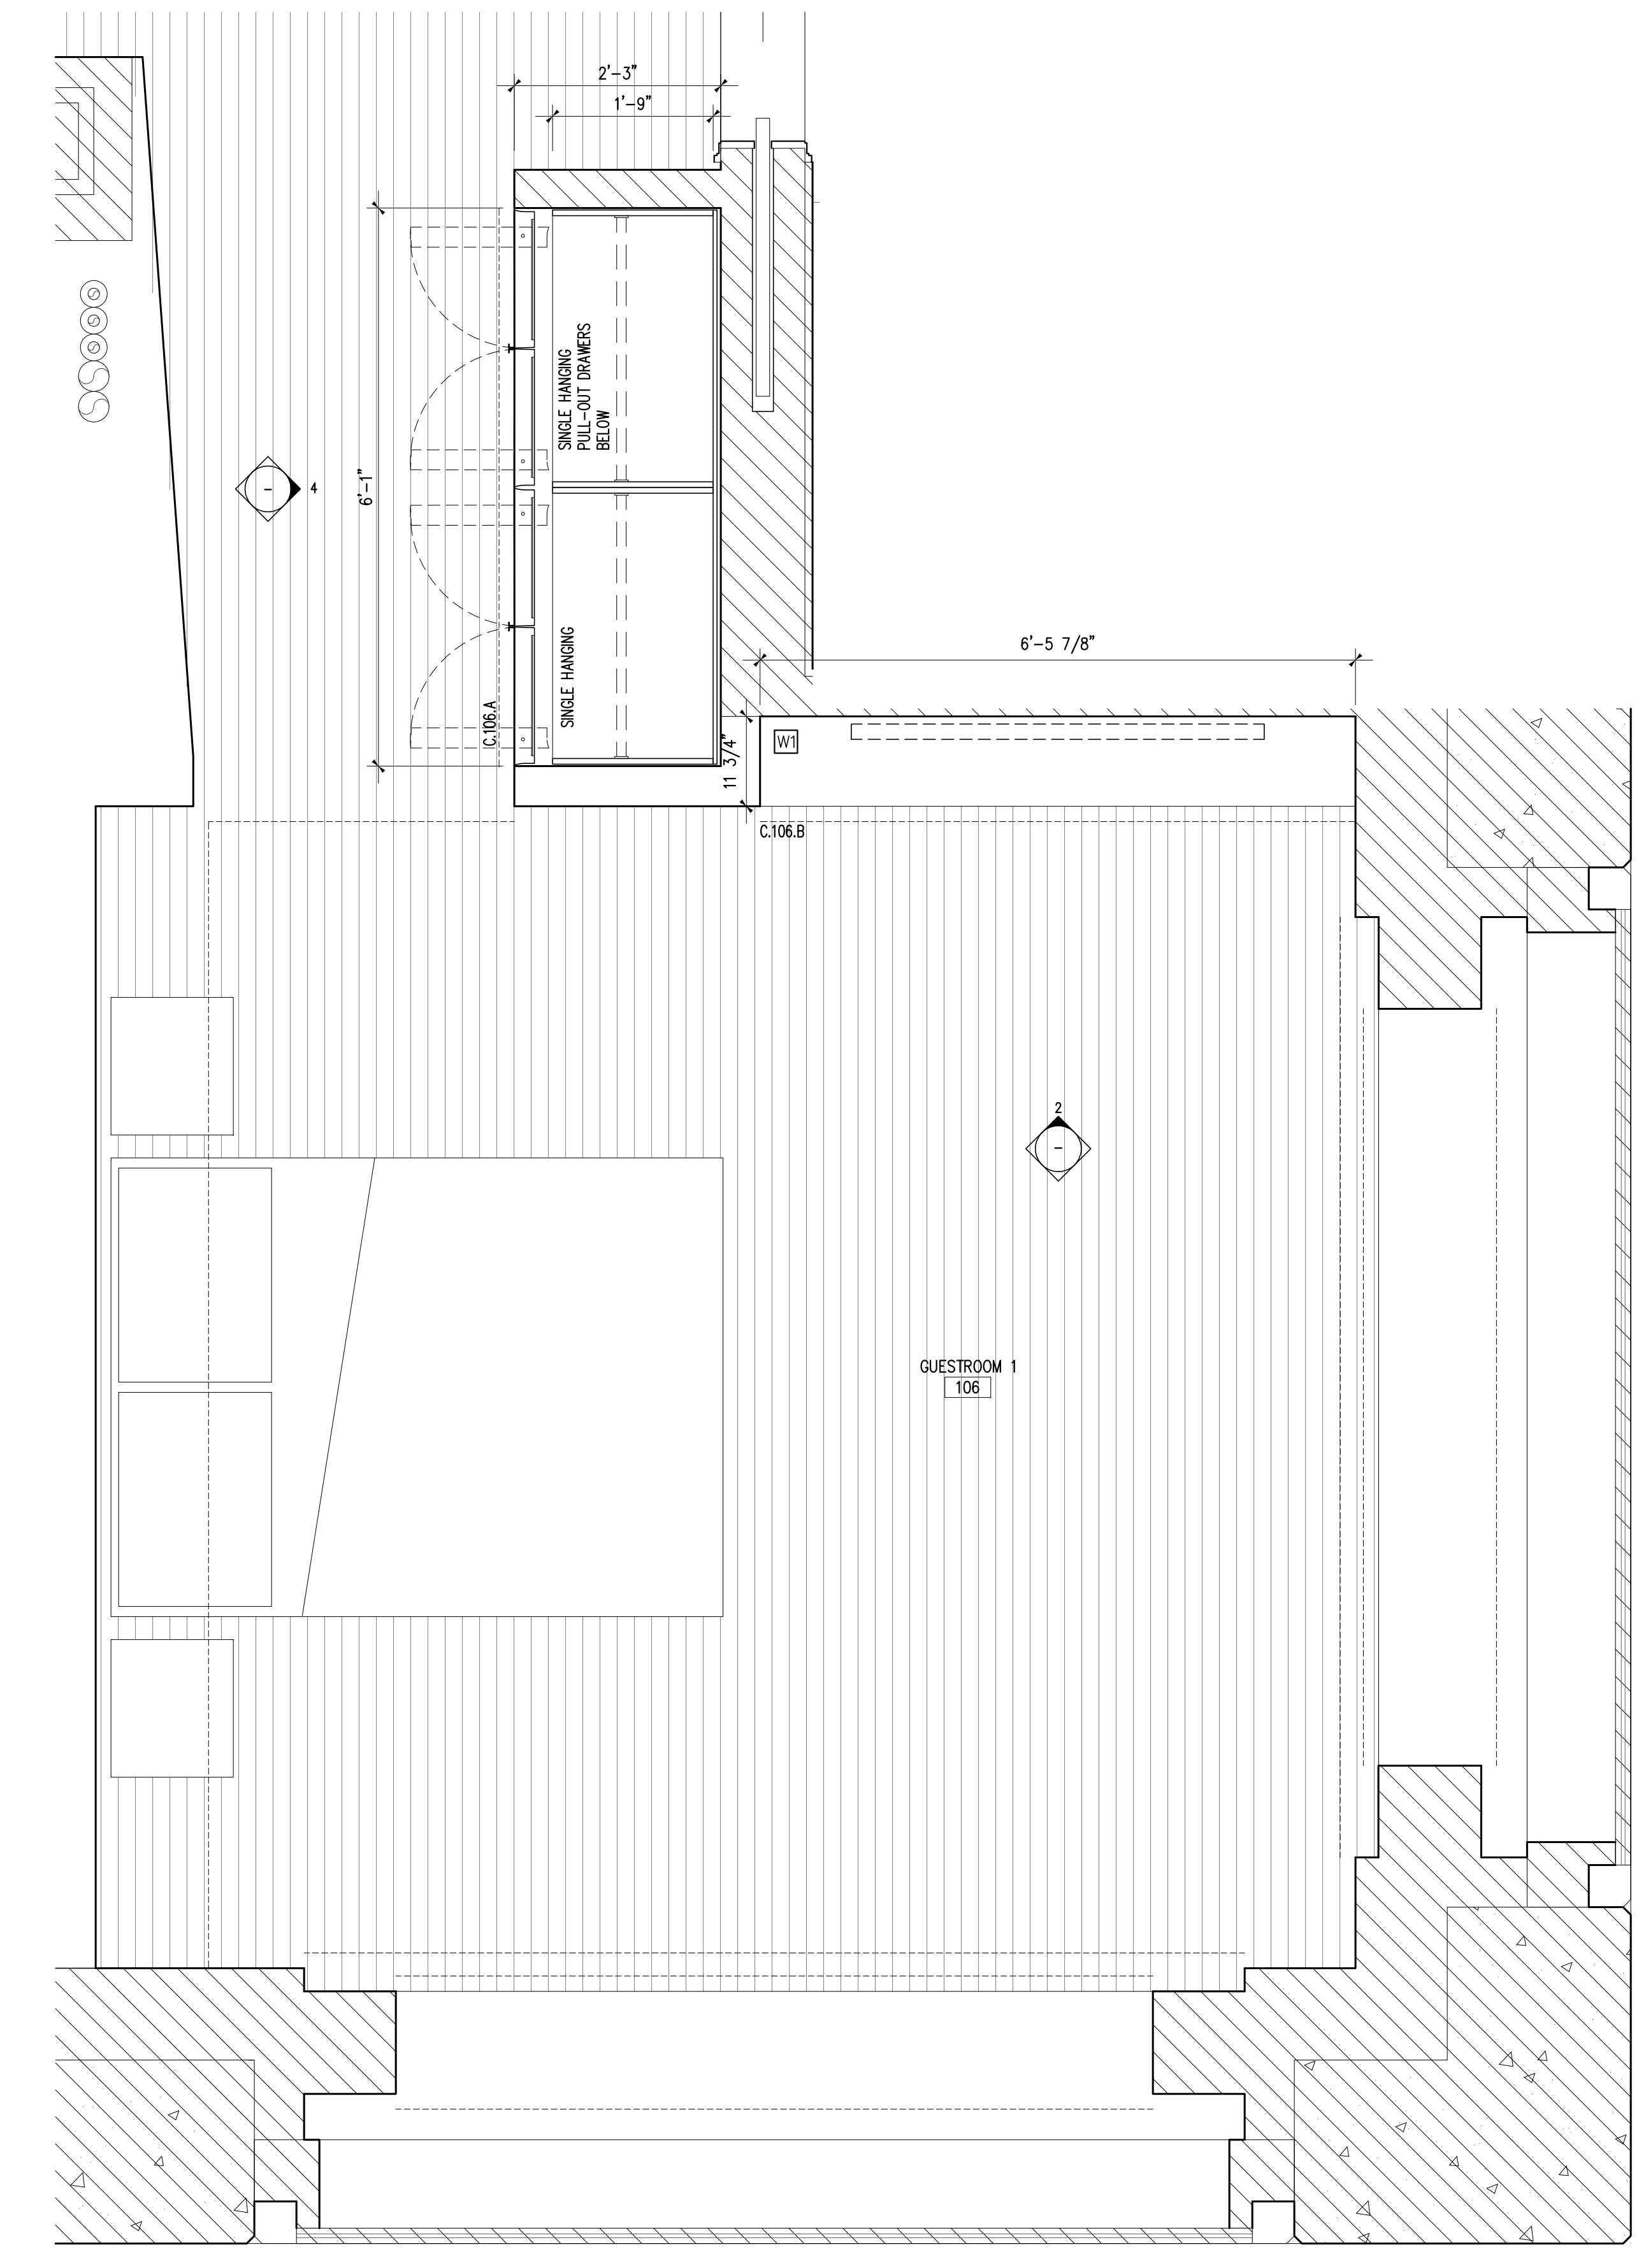 2'-3"
1'-9"
SINGLE HANGING
PULL-OUT DRAWERS
BELOW
- 4
6'-1"
SINGLE HANGING
C.106.A
6'-5 7/8"
W1
11 3/4"
C.106.B
2
-
GUESTROOM 1
106